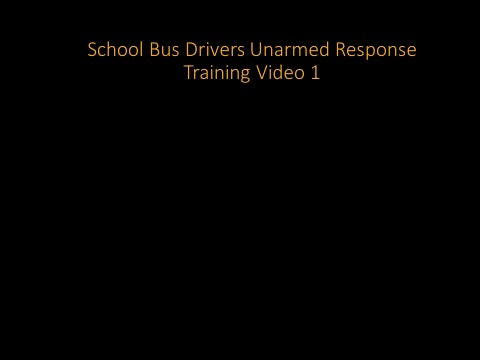 School Bus Drivers Unarmed Response
Training Video 1